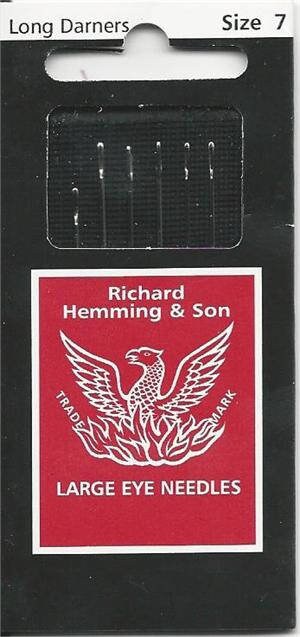 Long Darners Size 7
Richard
Hemming & Son
TRADE MARK
LARGE EYE NEEDLES